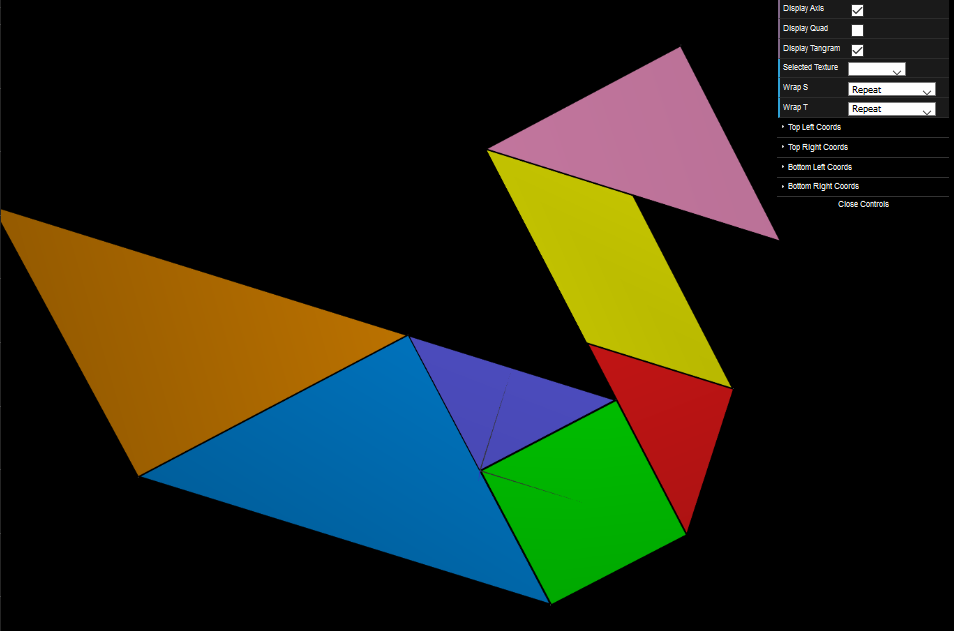 Display Axis
Display Quad
Display Tangram
Selected Texture
Wrap S Repeat
Wrap T Repeat
Top Left Coords
Top Right Coords
Bottom Left Coords
Bottom Right Coords
Close Controls